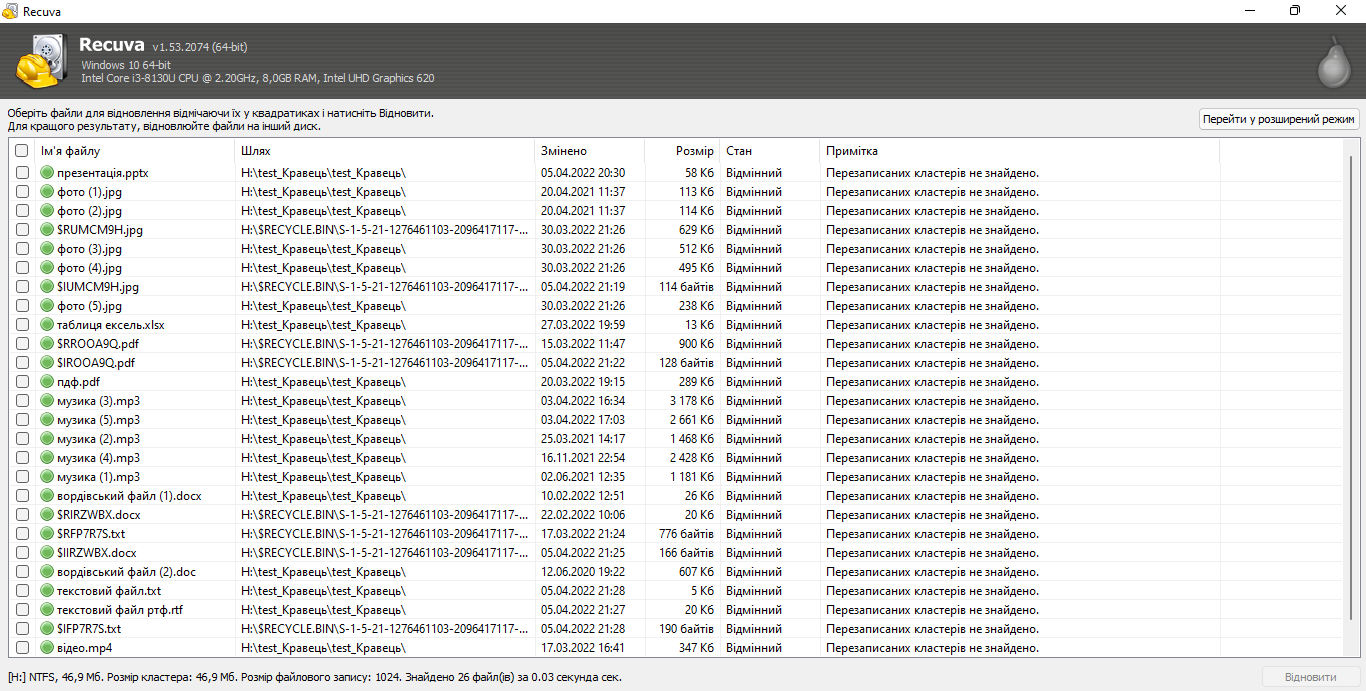 Recuva
Recuva v1.53.2074 (64-bit)
Windows 10 64-bit
Intel Core i3-8130U CPU @ 2.20GHz, 8,0GB RAM, Intel UHD Graphics 620
Оберіть файли для відновлення відмічаючи їх у квадратиках і натисніть Відновити.
Для кращого результату, відновлюйте файли на інший диск.
Перейти у розширений режим
Ім'я файлу Шлях Змінено Розмір Стан Примітка
презентація.pptx H:\test_Кравець\test_Кравець\ 05.04.2022 20:30 58 Кб Відмінний Перезаписаних кластерів не знайдено.
фото (1).jpg H:\test_Кравець\test_Кравець\ 20.04.2021 11:37 113 Кб Відмінний Перезаписаних кластерів не знайдено.
фото (2).jpg H:\test_Кравець\test_Кравець\ 20.04.2021 11:37 114 Кб Відмінний Перезаписаних кластерів не знайдено.
$RUMCM9H.jpg H:\$RECYCLE.BIN\S-1-5-21-1276461103-2096417117-... 30.03.2022 21:26 629 Кб Відмінний Перезаписаних кластерів не знайдено.
фото (3).jpg H:\test_Кравець\test_Кравець\ 30.03.2022 21:26 512 Кб Відмінний Перезаписаних кластерів не знайдено.
фото (4).jpg H:\test_Кравець\test_Кравець\ 30.03.2022 21:26 495 Кб Відмінний Перезаписаних кластерів не знайдено.
$IUMCM9H.jpg H:\$RECYCLE.BIN\S-1-5-21-1276461103-2096417117-... 05.04.2022 21:19 114 байтів Відмінний Перезаписаних кластерів не знайдено.
фото (5).jpg H:\test_Кравець\test_Кравець\ 30.03.2022 21:26 238 Кб Відмінний Перезаписаних кластерів не знайдено.
таблиця ексель.xlsx H:\test_Кравець\test_Кравець\ 27.03.2022 19:59 13 Кб Відмінний Перезаписаних кластерів не знайдено.
$RROOA9Q.pdf H:\$RECYCLE.BIN\S-1-5-21-1276461103-2096417117-... 15.03.2022 11:47 900 Кб Відмінний Перезаписаних кластерів не знайдено.
$IROOA9Q.pdf H:\$RECYCLE.BIN\S-1-5-21-1276461103-2096417117-... 05.04.2022 21:22 128 байтів Відмінний Перезаписаних кластерів не знайдено.
пдф.pdf H:\test_Кравець\test_Кравець\ 20.03.2022 19:15 289 Кб Відмінний Перезаписаних кластерів не знайдено.
музика (3).mp3 H:\test_Кравець\test_Кравець\ 03.04.2022 16:34 3 178 Кб Відмінний Перезаписаних кластерів не знайдено.
музика (5).mp3 H:\test_Кравець\test_Кравець\ 03.04.2022 17:03 2 661 Кб Відмінний Перезаписаних кластерів не знайдено.
музика (2).mp3 H:\test_Кравець\test_Кравець\ 25.03.2021 14:17 1 468 Кб Відмінний Перезаписаних кластерів не знайдено.
музика (4).mp3 H:\test_Кравець\test_Кравець\ 16.11.2021 22:54 2 428 Кб Відмінний Перезаписаних кластерів не знайдено.
музика (1).mp3 H:\test_Кравець\test_Кравець\ 02.06.2021 12:35 1 181 Кб Відмінний Перезаписаних кластерів не знайдено.
вордівський файл (1).docx H:\test_Кравець\test_Кравець\ 10.02.2022 12:51 26 Кб Відмінний Перезаписаних кластерів не знайдено.
$RIRZWBX.docx H:\$RECYCLE.BIN\S-1-5-21-1276461103-2096417117-... 22.02.2022 10:06 20 Кб Відмінний Перезаписаних кластерів не знайдено.
$RFP7R7S.txt H:\$RECYCLE.BIN\S-1-5-21-1276461103-2096417117-... 17.03.2022 21:24 776 байтів Відмінний Перезаписаних кластерів не знайдено.
$IIRZWBX.docx H:\$RECYCLE.BIN\S-1-5-21-1276461103-2096417117-... 05.04.2022 21:25 166 байтів Відмінний Перезаписаних кластерів не знайдено.
вордівський файл (2).doc H:\test_Кравець\test_Кравець\ 12.06.2020 19:22 607 Кб Відмінний Перезаписаних кластерів не знайдено.
текстовий файл.txt H:\test_Кравець\test_Кравець\ 05.04.2022 21:28 5 Кб Відмінний Перезаписаних кластерів не знайдено.
текстовий файл ртф.rtf H:\test_Кравець\test_Кравець\ 05.04.2022 21:27 20 Кб Відмінний Перезаписаних кластерів не знайдено.
$IFP7R7S.txt H:\$RECYCLE.BIN\S-1-5-21-1276461103-2096417117-... 05.04.2022 21:28 190 байтів Відмінний Перезаписаних кластерів не знайдено.
відео.mp4 H:\test_Кравець\test_Кравець\ 17.03.2022 16:41 347 Кб Відмінний Перезаписаних кластерів не знайдено.
[H:] NTFS, 46,9 Мб. Розмір кластера: 46,9 Мб. Розмір файлового запису: 1024. Знайдено 26 файл(ів) за 0.03 секунда сек.
Відновити